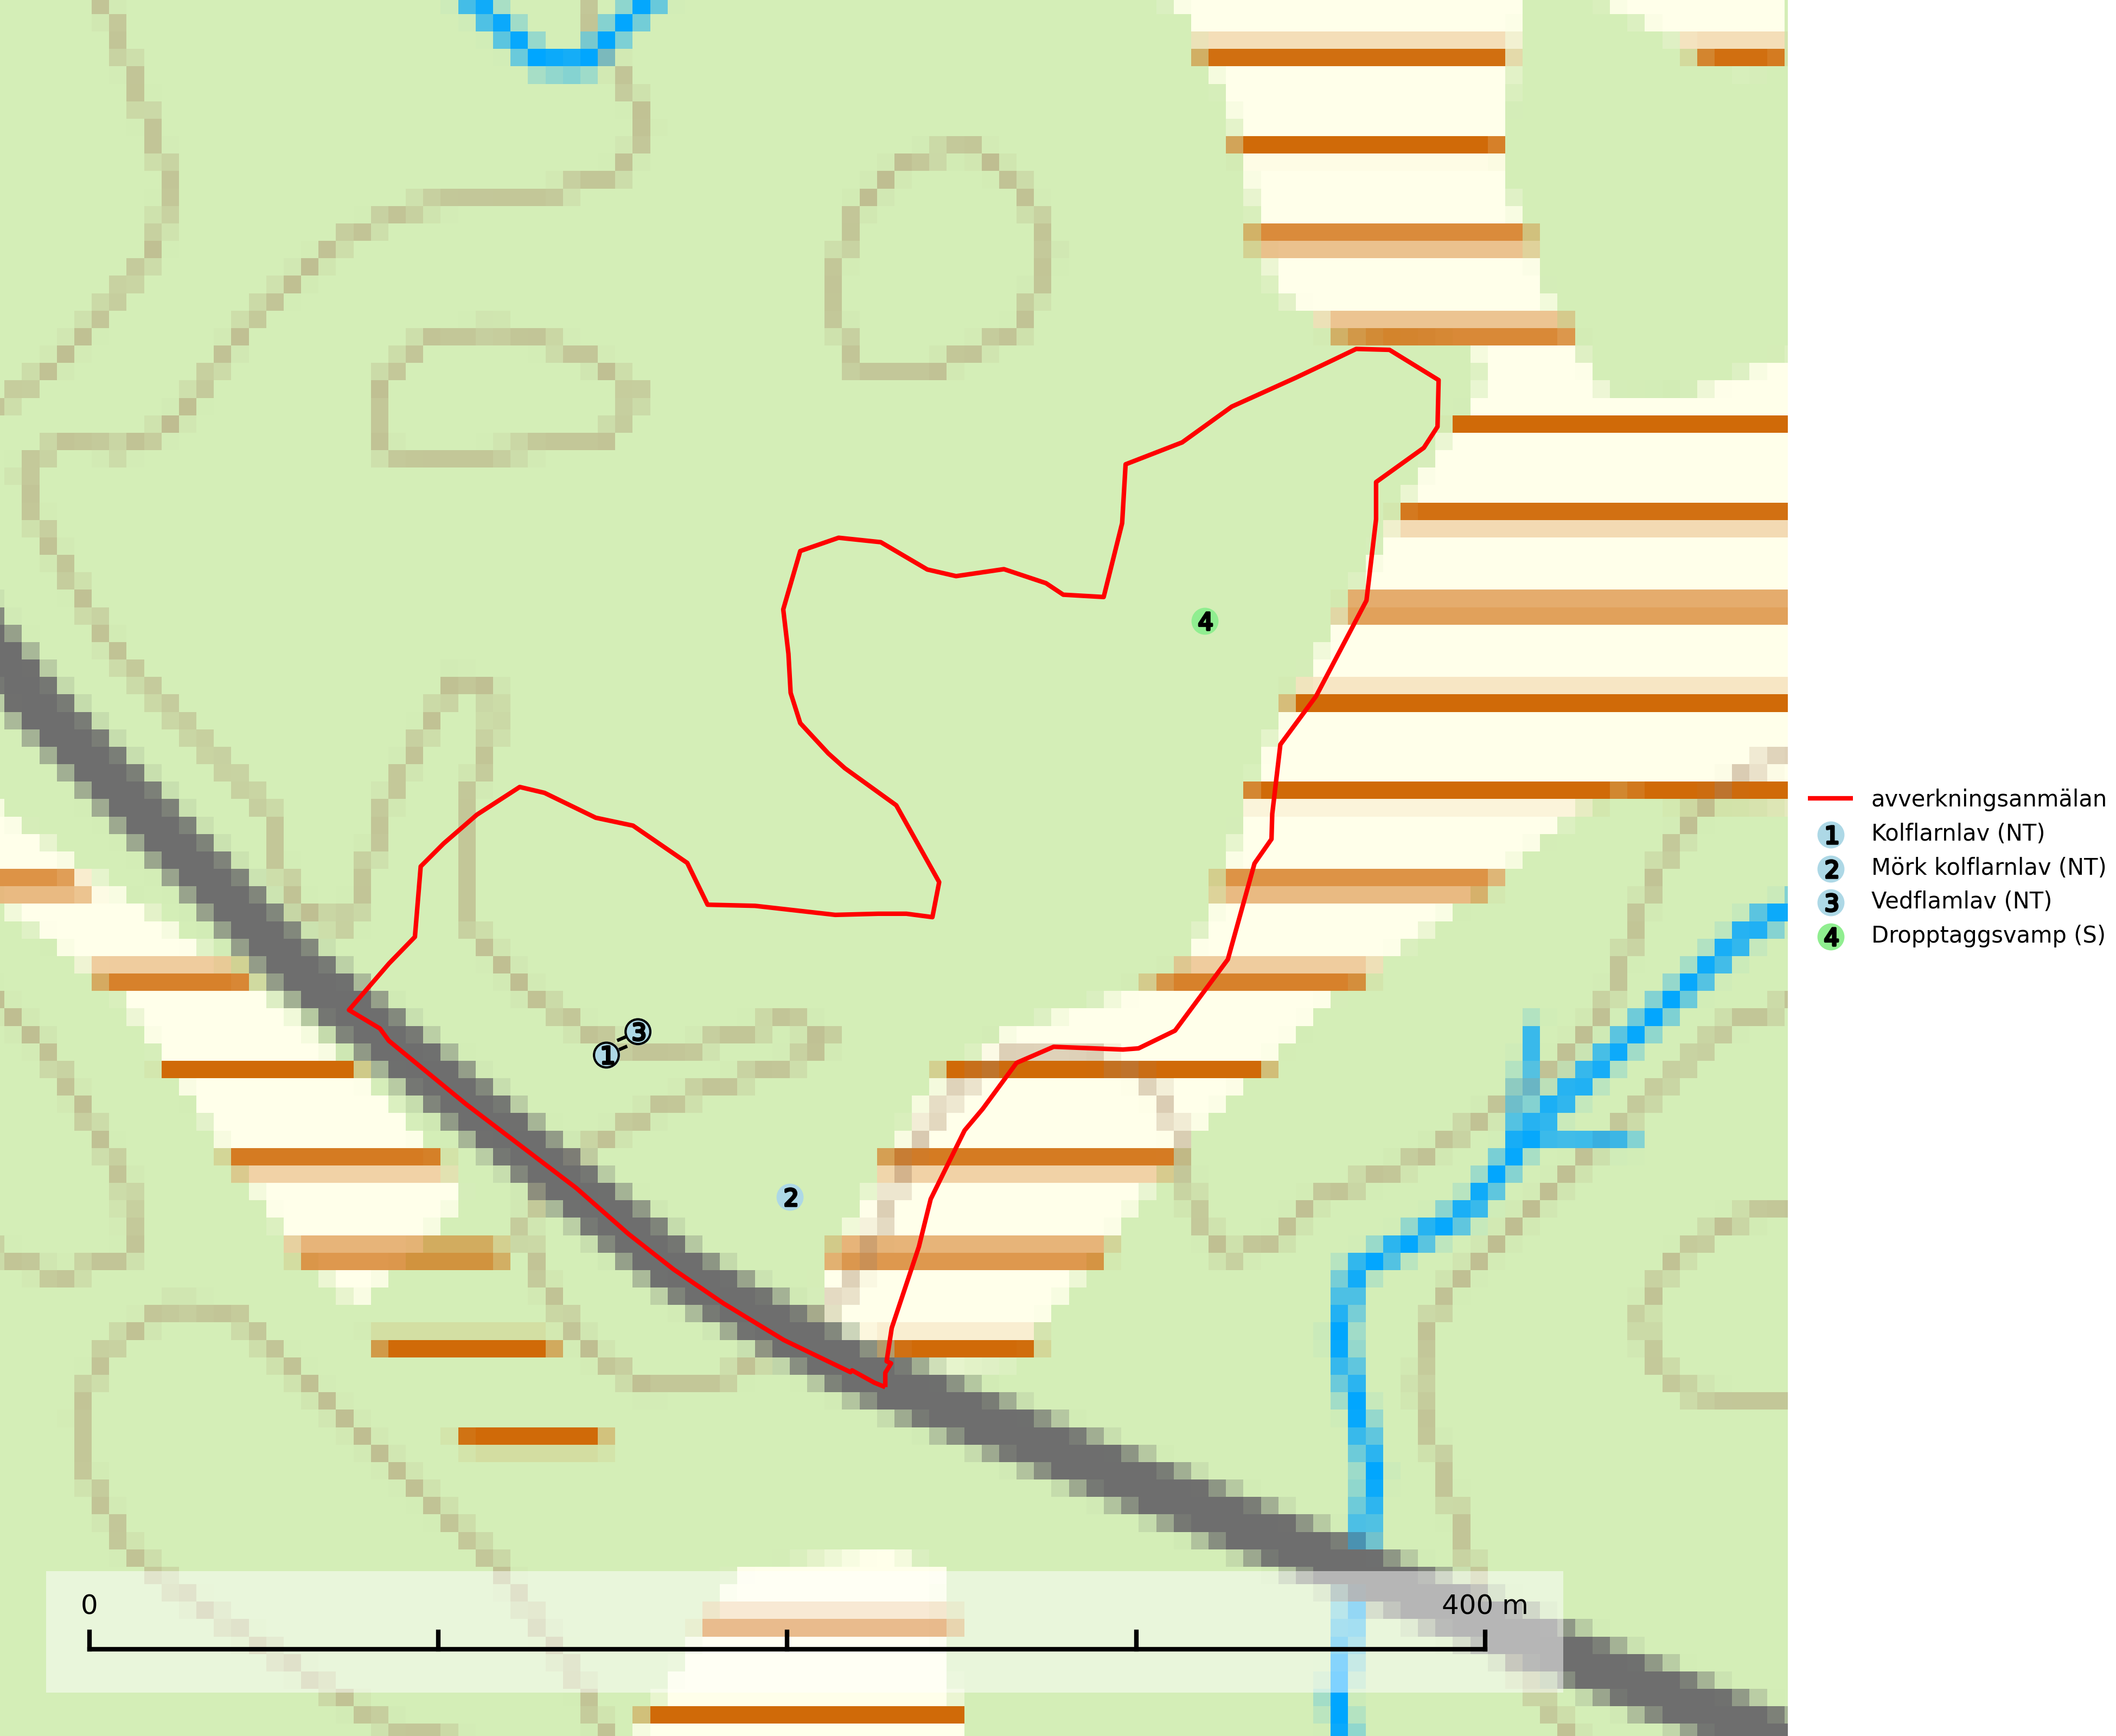 4
3
1
2
0
400 m
avverkningsanmälan
1 Kolflarnlav (NT)
2 Mörk kolflarnlav (NT)
3 Vedflamlav (NT)
4 Dropptaggsvamp (S)